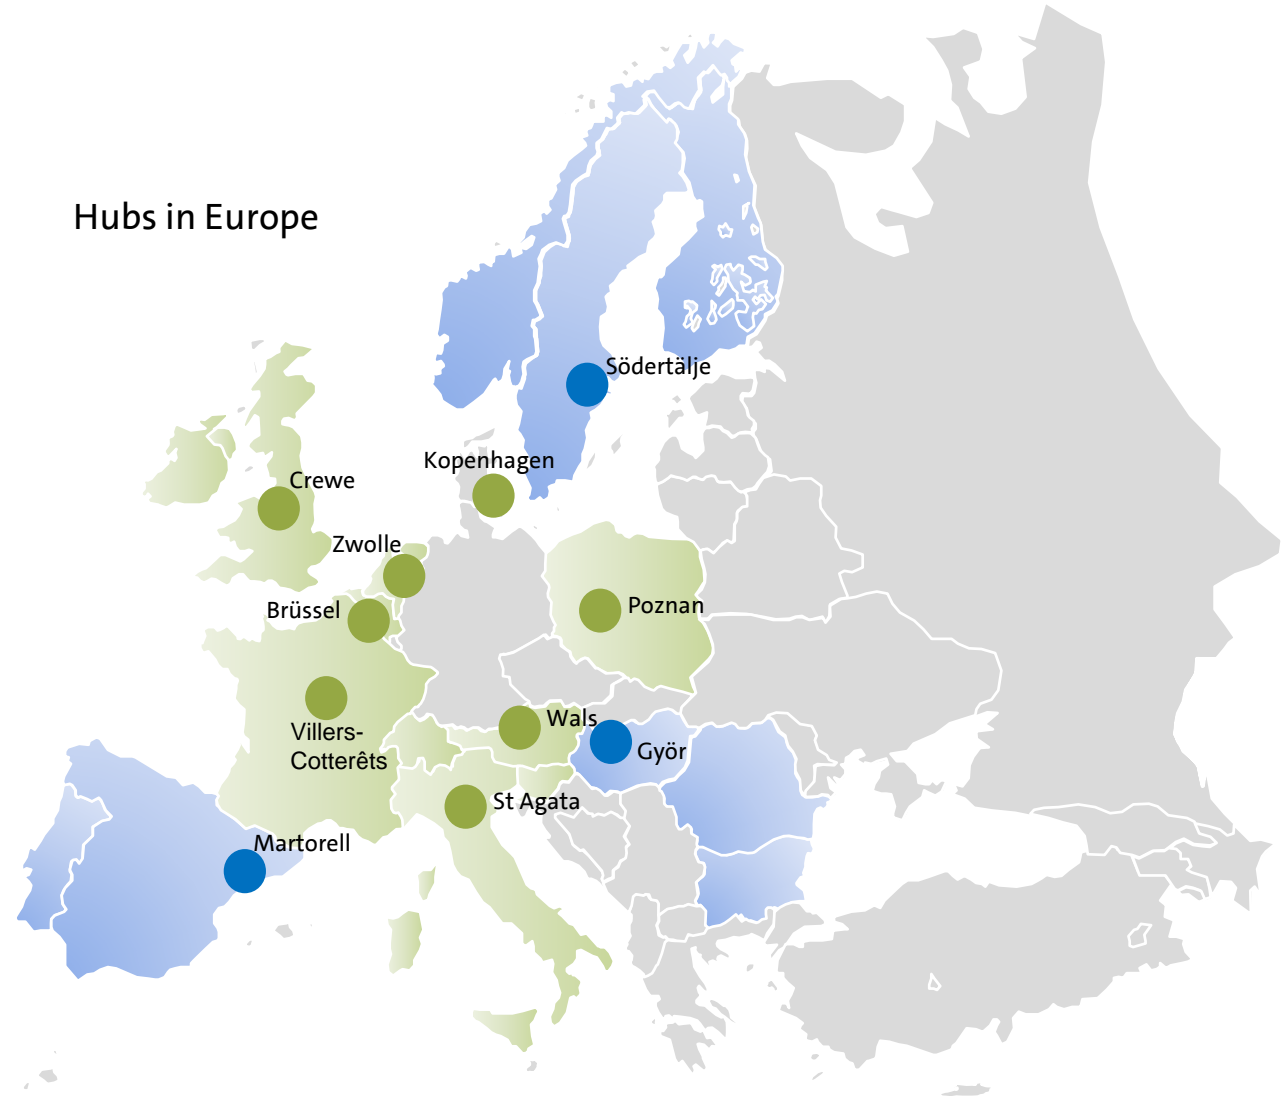 Hubs in Europe
Södertälje
Kopenhagen
Crewe
Zwolle
Brüssel
Poznan
Villers-
Cotterêts
Wals
Györ
St Agata
Martorell